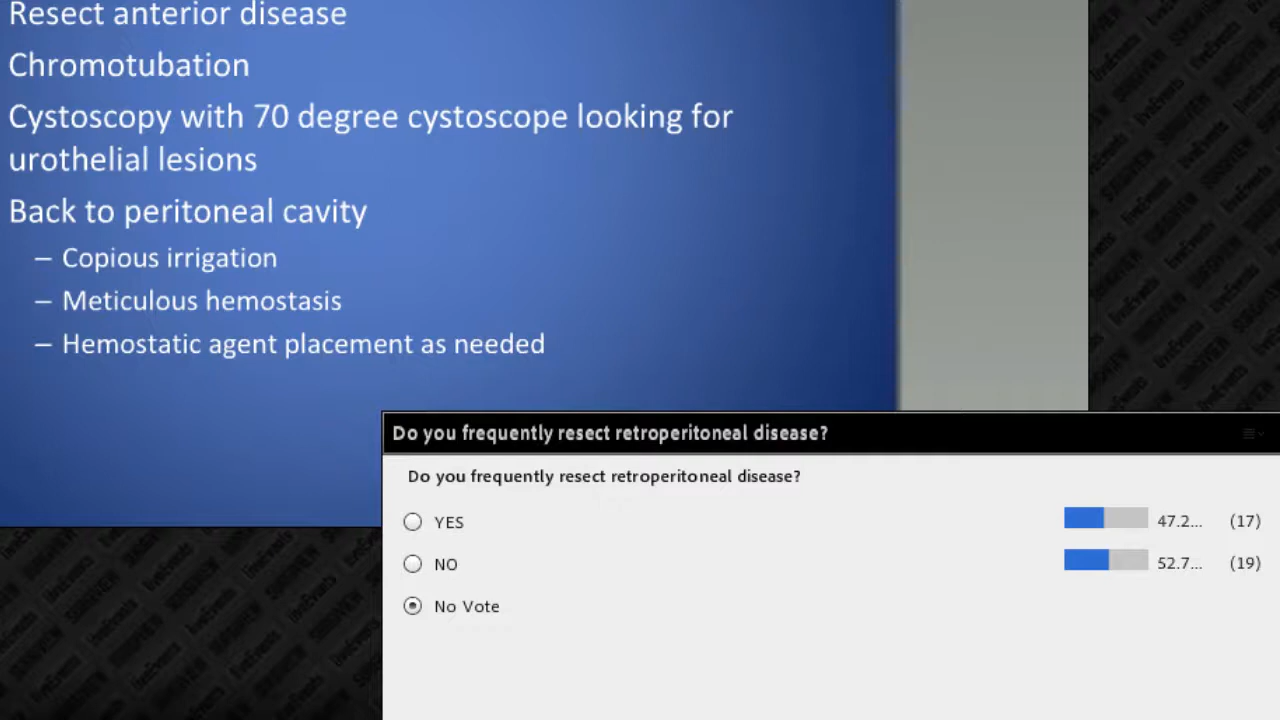 Resect anterior disease
Chromotubation
Cystoscopy with 70 degree cystoscope looking for
urothelial lesions
Back to peritoneal cavity
– Copious irrigation
– Meticulous hemostasis
– Hemostatic agent placement as needed
Do you frequently resect retroperitoneal disease?
Do you frequently resect retroperitoneal disease?
YES 47.2... (17)
NO 52.7... (19)
No Vote